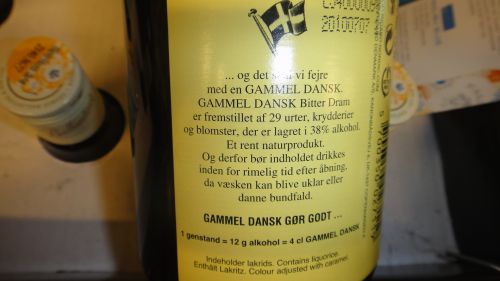 20100707
... og det skal vi fejre
med en GAMMEL DANSK.
GAMMEL DANSK Bitter Dram
er fremstillet af 29 urter, krydderier
og blomster, der er lagret i 38% alkohol.
Et rent naturprodukt.
Og derfor bør indholdet drikkes
inden for rimelig tid efter åbning,
da væsken kan blive uklar eller
danne bundfald.
GAMMEL DANSK GØR GODT ...
1 genstand = 12 g alkohol = 4 cl GAMMEL DANSK
Indeholder lakrids. Contains liquorice.
Enthält Lakritz. Colour adjusted with caramel.